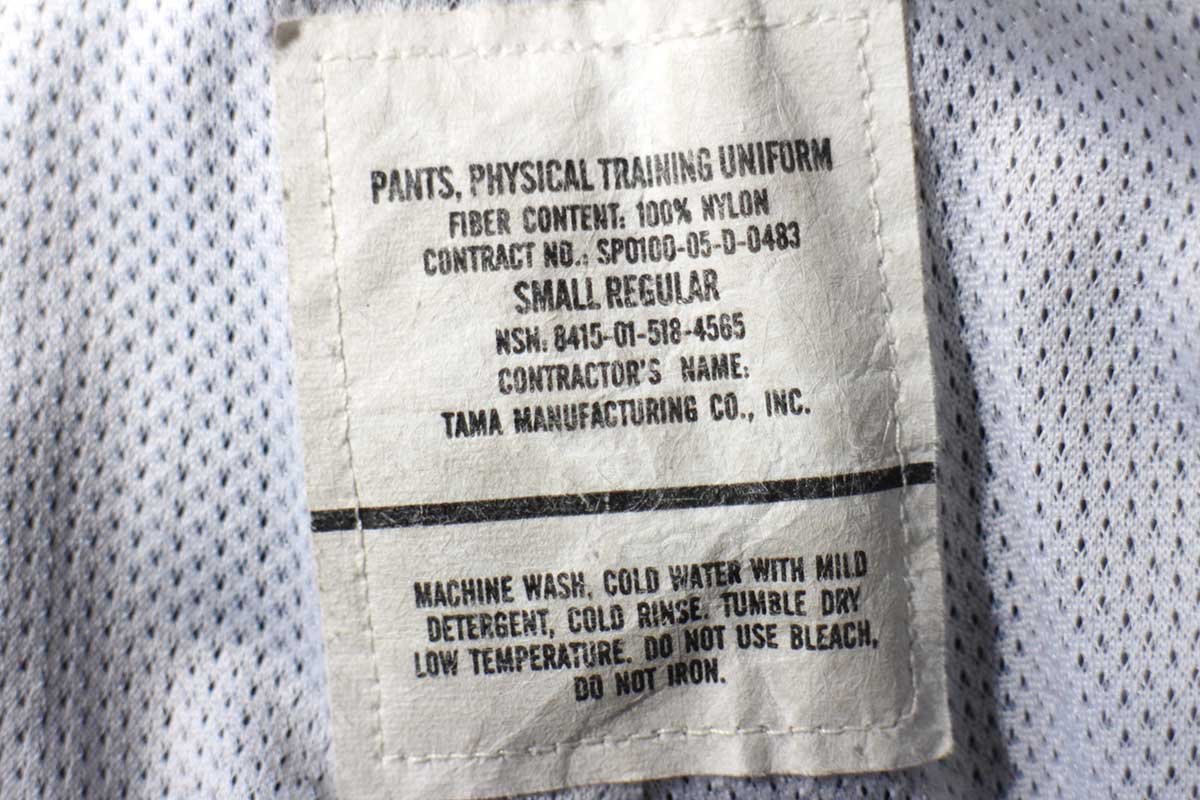 PANTS, PHYSICAL TRAINING UNIFORM
FIBER CONTENT: 100% NYLON
CONTRACT NO.: SPO100-05-D-0483
SMALL REGULAR
NSN: 8415-01-518-4565
CONTRACTOR'S NAME:
TAMA MANUFACTURING CO., INC.
MACHINE WASH, COLD WATER WITH MILD
DETERGENT, COLD RINSE. TUMBLE DRY
LOW TEMPERATURE. DO NOT USE BLEACH,
DO NOT IRON.